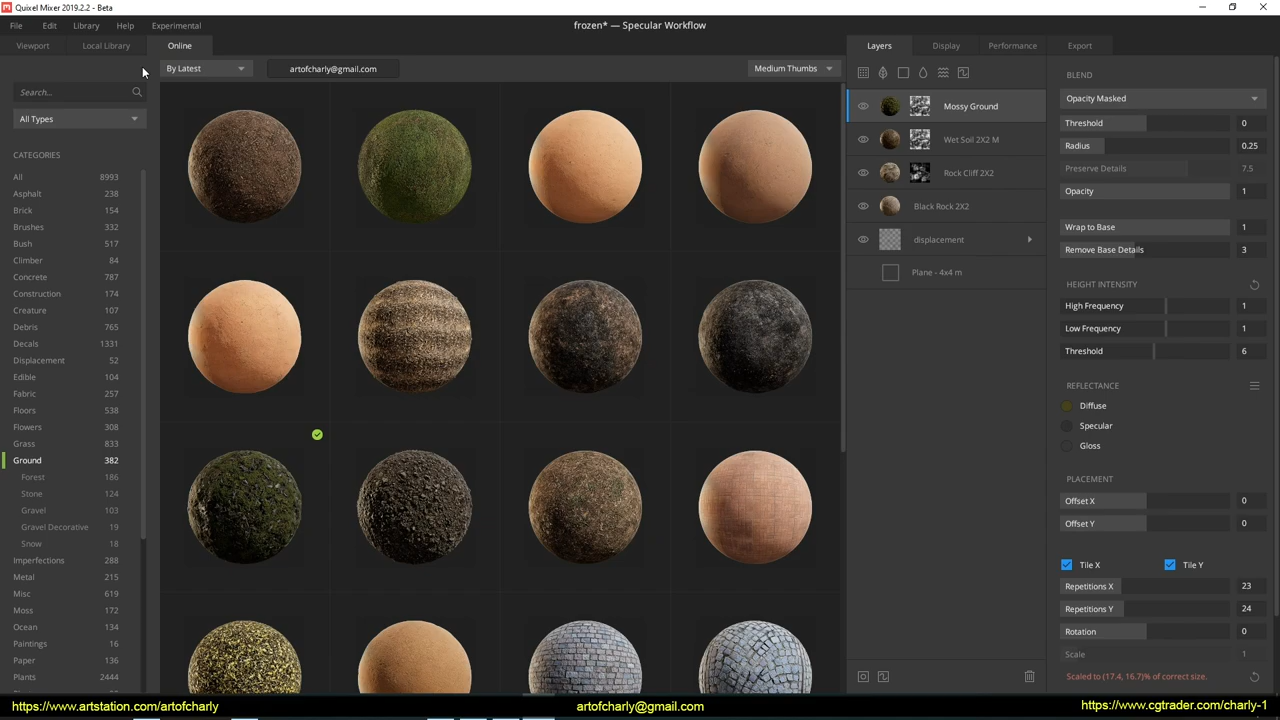 Quixel Mixer 2019.2.2 - Beta
File Edit Library Help Experimental
frozen* — Specular Workflow
Viewport Local Library Online
Layers Display Performance Export
By Latest
artofcharly@gmail.com
Medium Thumbs
Search...
All Types
CATEGORIES
All 8993
Asphalt 238
Brick 154
Brushes 332
Bush 517
Climber 84
Concrete 787
Construction 174
Creature 107
Debris 765
Decals 1331
Displacement 52
Edible 104
Fabric 257
Floors 538
Flowers 308
Grass 833
Ground 382
Forest 186
Stone 124
Gravel 103
Gravel Decorative 19
Snow 18
Imperfections 288
Metal 215
Misc 619
Moss 172
Ocean 134
Paintings 16
Paper 136
Plants 2444
Mossy Ground
Wet Soil 2X2 M
Rock Cliff 2X2
Black Rock 2X2
displacement
Plane - 4x4 m
BLEND
Opacity Masked
Threshold 0
Radius 0.25
Preserve Details 7.5
Opacity 1
Wrap to Base 1
Remove Base Details 3
HEIGHT INTENSITY
High Frequency 1
Low Frequency 1
Threshold 6
REFLECTANCE
Diffuse
Specular
Gloss
PLACEMENT
Offset X 0
Offset Y 0
Tile X Tile Y
Repetitions X 23
Repetitions Y 24
Rotation 0
Scale 1
Scaled to (17.4, 16.7)% of correct size.
https://www.artstation.com/artofcharly
artofcharly@gmail.com
https://www.cgtrader.com/charly-1